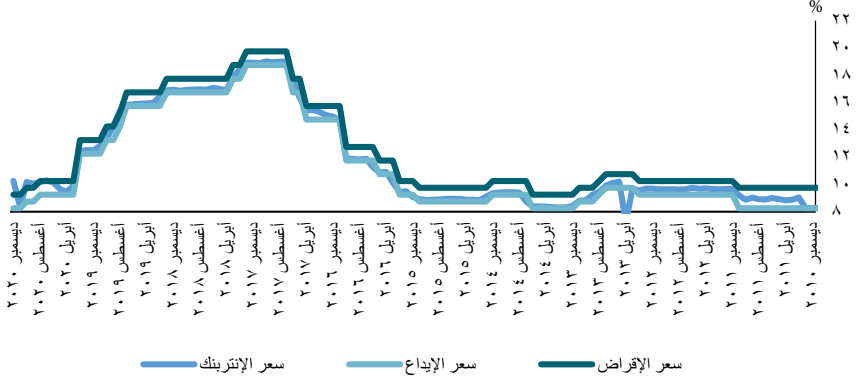 %
٢٢
٢٠
١٨
١٦
١٤
١٢
١٠
٨
ديسمبر ٢٠١٠
أبريل ٢٠١١
أغسطس ٢٠١١
ديسمبر ٢٠١١
أبريل ٢٠١٢
أغسطس ٢٠١٢
ديسمبر ٢٠١٢
أبريل ٢٠١٣
أغسطس ٢٠١٣
ديسمبر ٢٠١٣
أبريل ٢٠١٤
أغسطس ٢٠١٤
ديسمبر ٢٠١٤
أبريل ٢٠١٥
أغسطس ٢٠١٥
ديسمبر ٢٠١٥
أبريل ٢٠١٦
أغسطس ٢٠١٦
ديسمبر ٢٠١٦
أبريل ٢٠١٧
أغسطس ٢٠١٧
ديسمبر ٢٠١٧
أبريل ٢٠١٨
أغسطس ٢٠١٨
ديسمبر ٢٠١٨
أبريل ٢٠١٩
أغسطس ٢٠١٩
ديسمبر ٢٠١٩
أبريل ٢٠٢٠
أغسطس ٢٠٢٠
ديسمبر ٢٠٢٠
سعر الإقراض
سعر الإيداع
سعر الإنتربنك